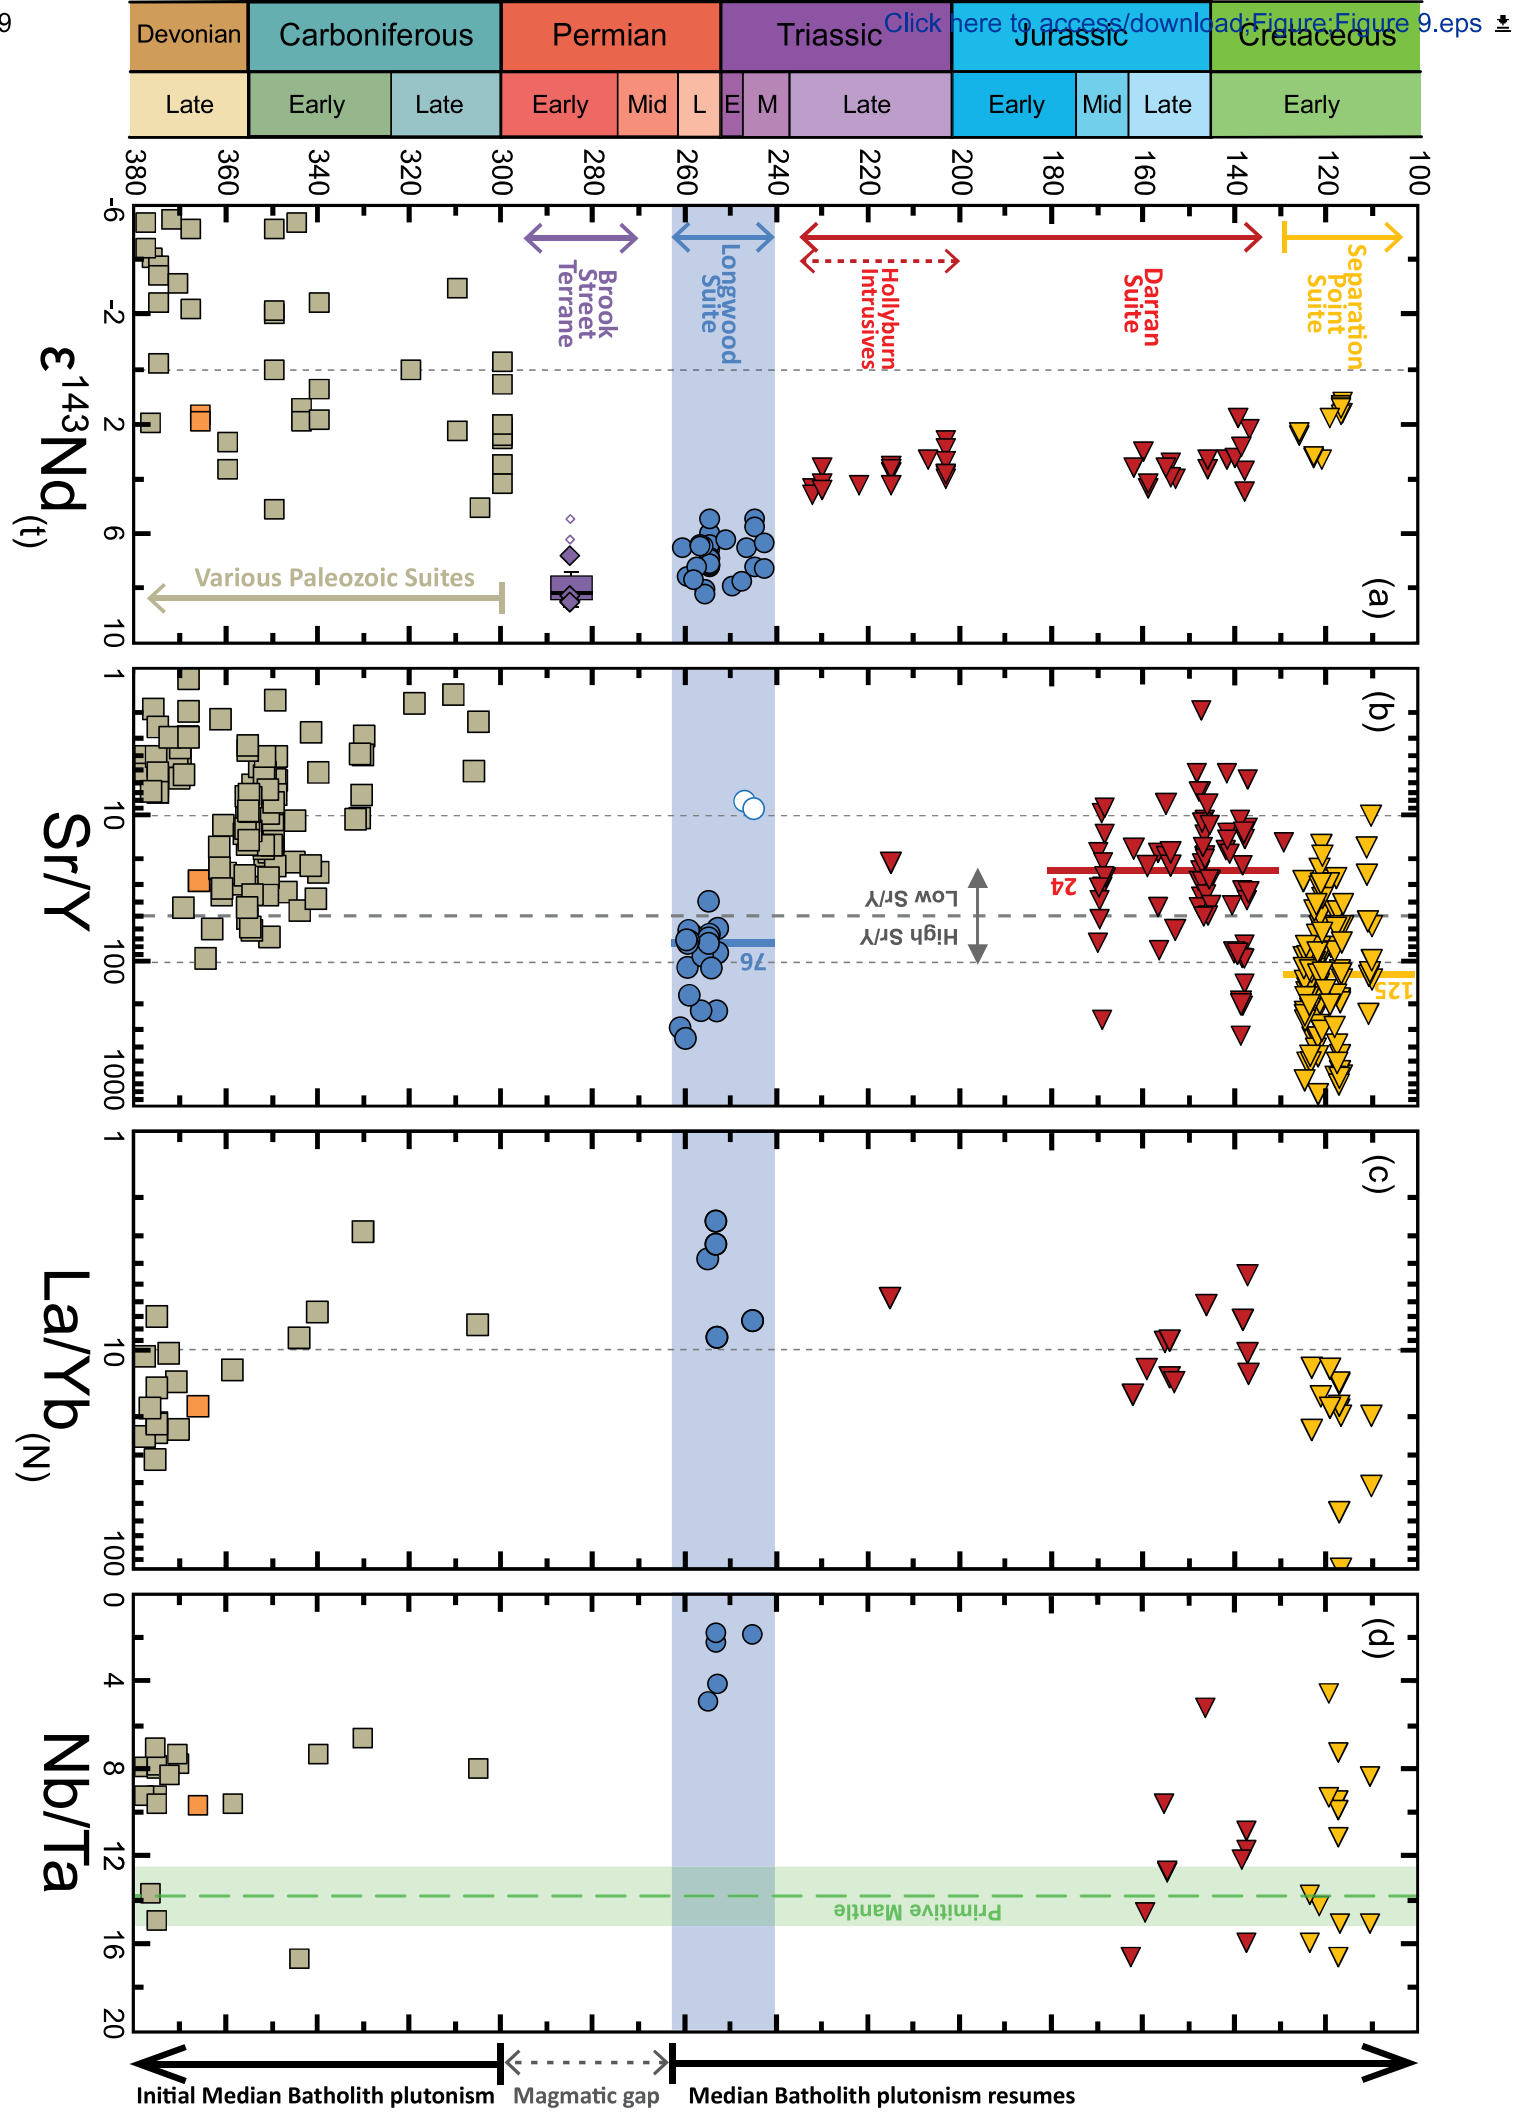 9
Click here to access/download;Figure;Figure 9.eps
Devonian Carboniferous Permian Triassic Jurassic Cretaceous
Late Early Late Early Mid L E M Late Early Mid Late Early
380 360 340 320 300 280 260 240 220 200 180 160 140 120 100
-6
-2
2
6
10
ε143Nd (t)
(a)
Brook
Street
Terrane
Longwood
Suite
Hollyburn
Intrusives
Darran
Suite
Separation
Point
Suite
Various Paleozoic Suites
1
10
100
1000
Sr/Y
(b)
24
Low Sr/Y
High Sr/Y
76
125
1
10
100
La/Yb (N)
(c)
0
4
8
12
16
20
Nb/Ta
(d)
Primitive Mantle
Initial Median Batholith plutonism Magmatic gap Median Batholith plutonism resumes